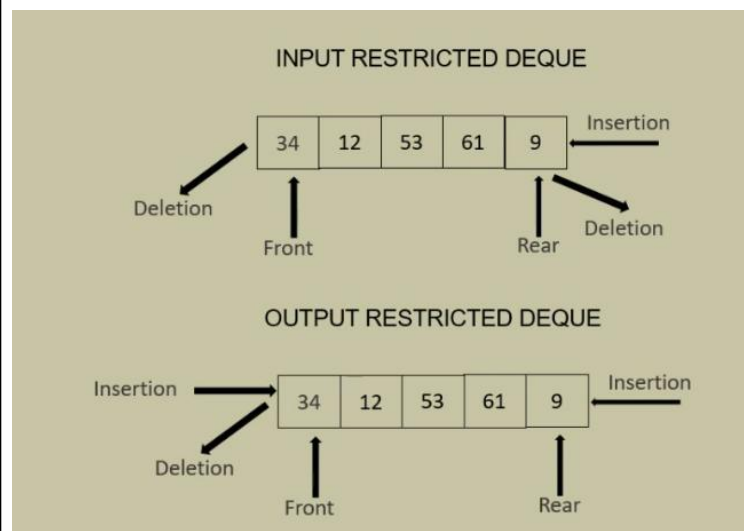 INPUT RESTRICTED DEQUE
Insertion
34 12 53 61 9
Deletion
Front
Rear
Deletion
OUTPUT RESTRICTED DEQUE
Insertion
Insertion
34 12 53 61 9
Deletion
Front
Rear